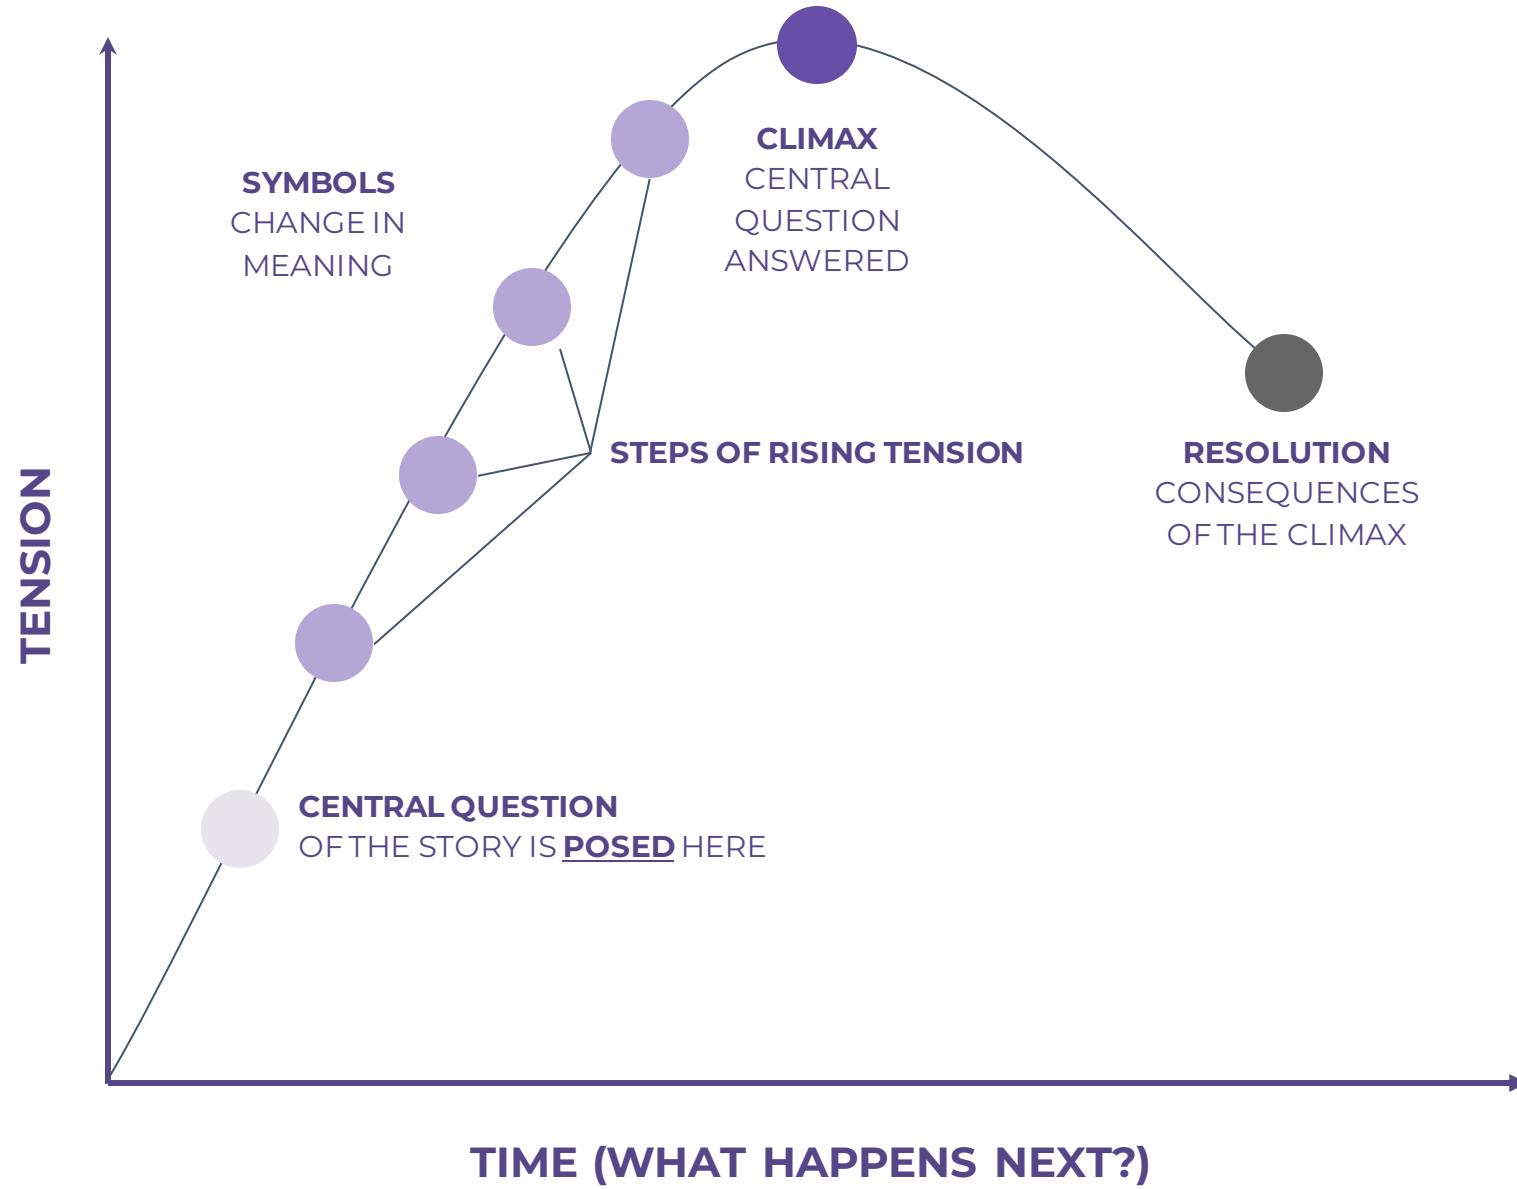 CLIMAX
CENTRAL
QUESTION
ANSWERED
SYMBOLS
CHANGE IN
MEANING
STEPS OF RISING TENSION
RESOLUTION
CONSEQUENCES
OF THE CLIMAX
TENSION
CENTRAL QUESTION
OF THE STORY IS POSED HERE
TIME (WHAT HAPPENS NEXT?)